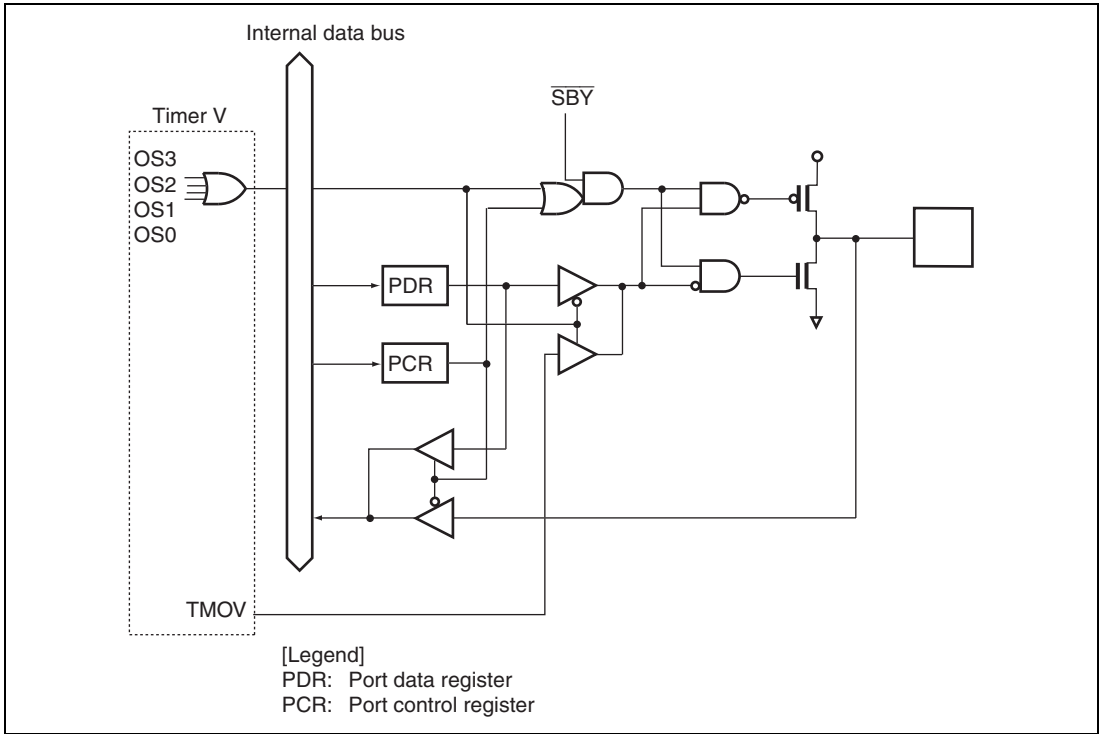 Internal data bus
SBY
Timer V
OS3
OS2
OS1
OS0
PDR
PCR
TMOV
[Legend]
PDR: Port data register
PCR: Port control register